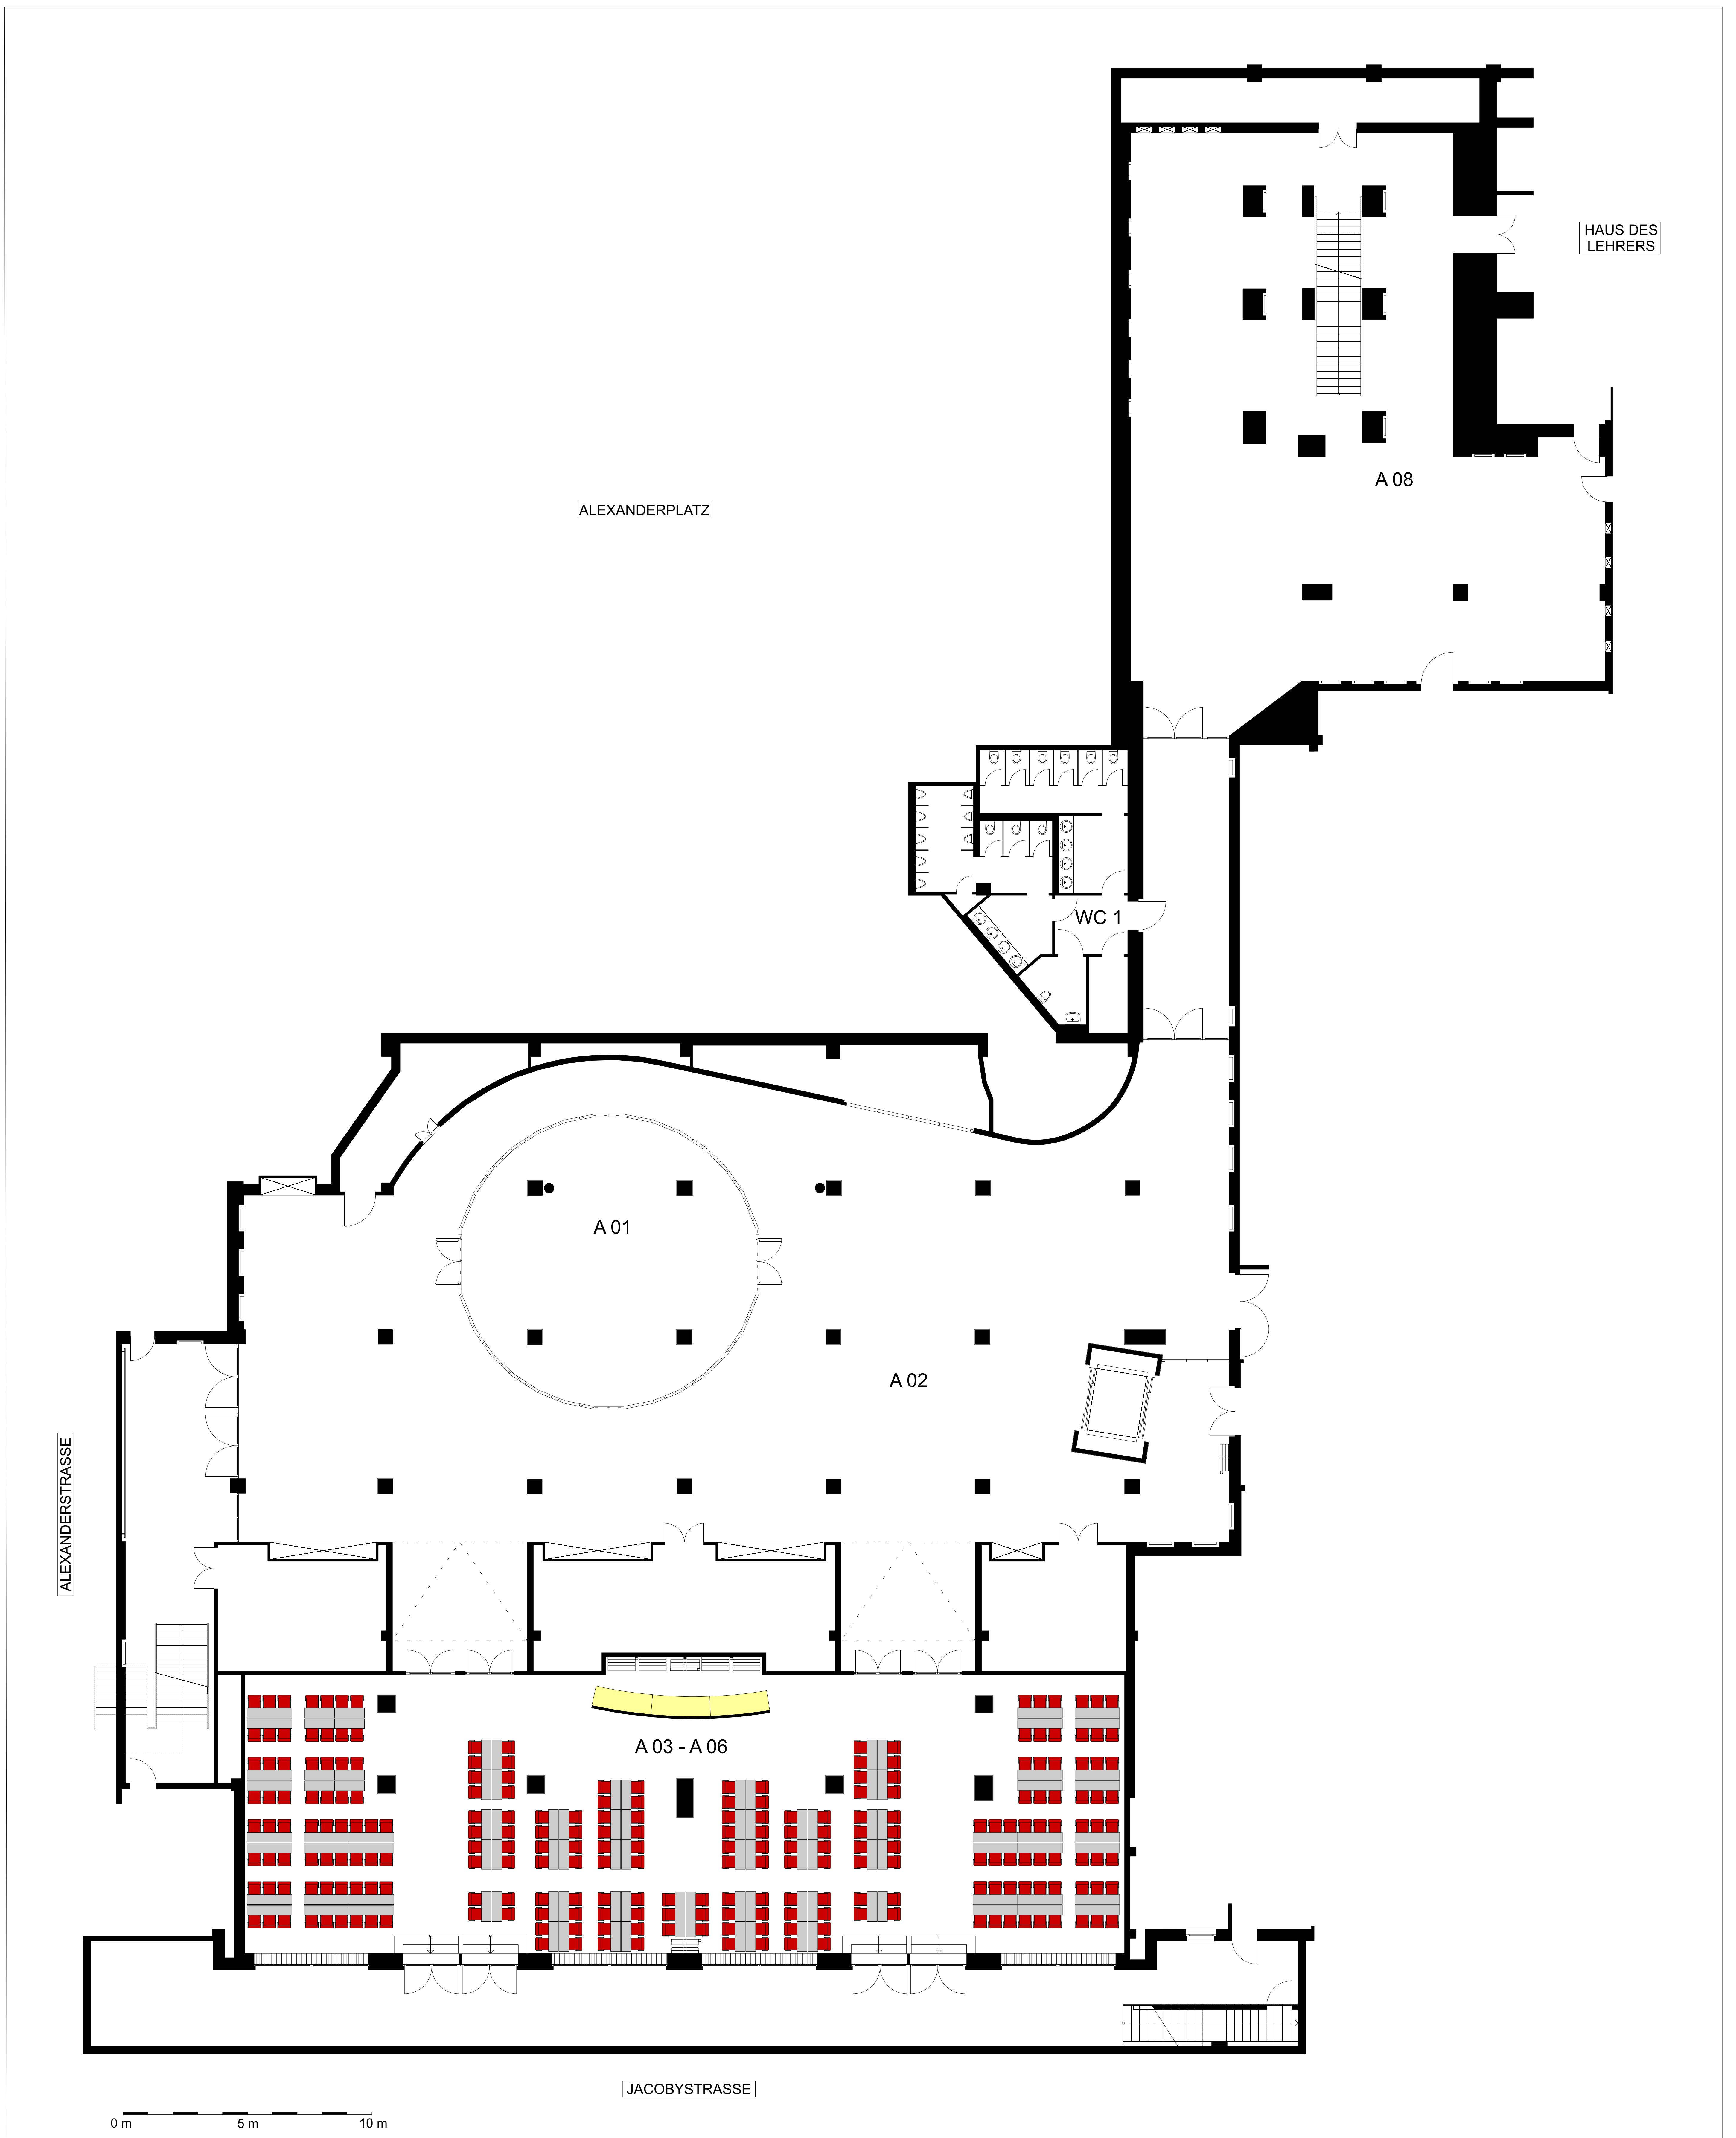 HAUS DES
LEHRERS
A 08
ALEXANDERPLATZ
WC 1
A 01
A 02
ALEXANDERSTRASSE
A 03 - A 06
JACOBYSTRASSE
0 m 5 m 10 m